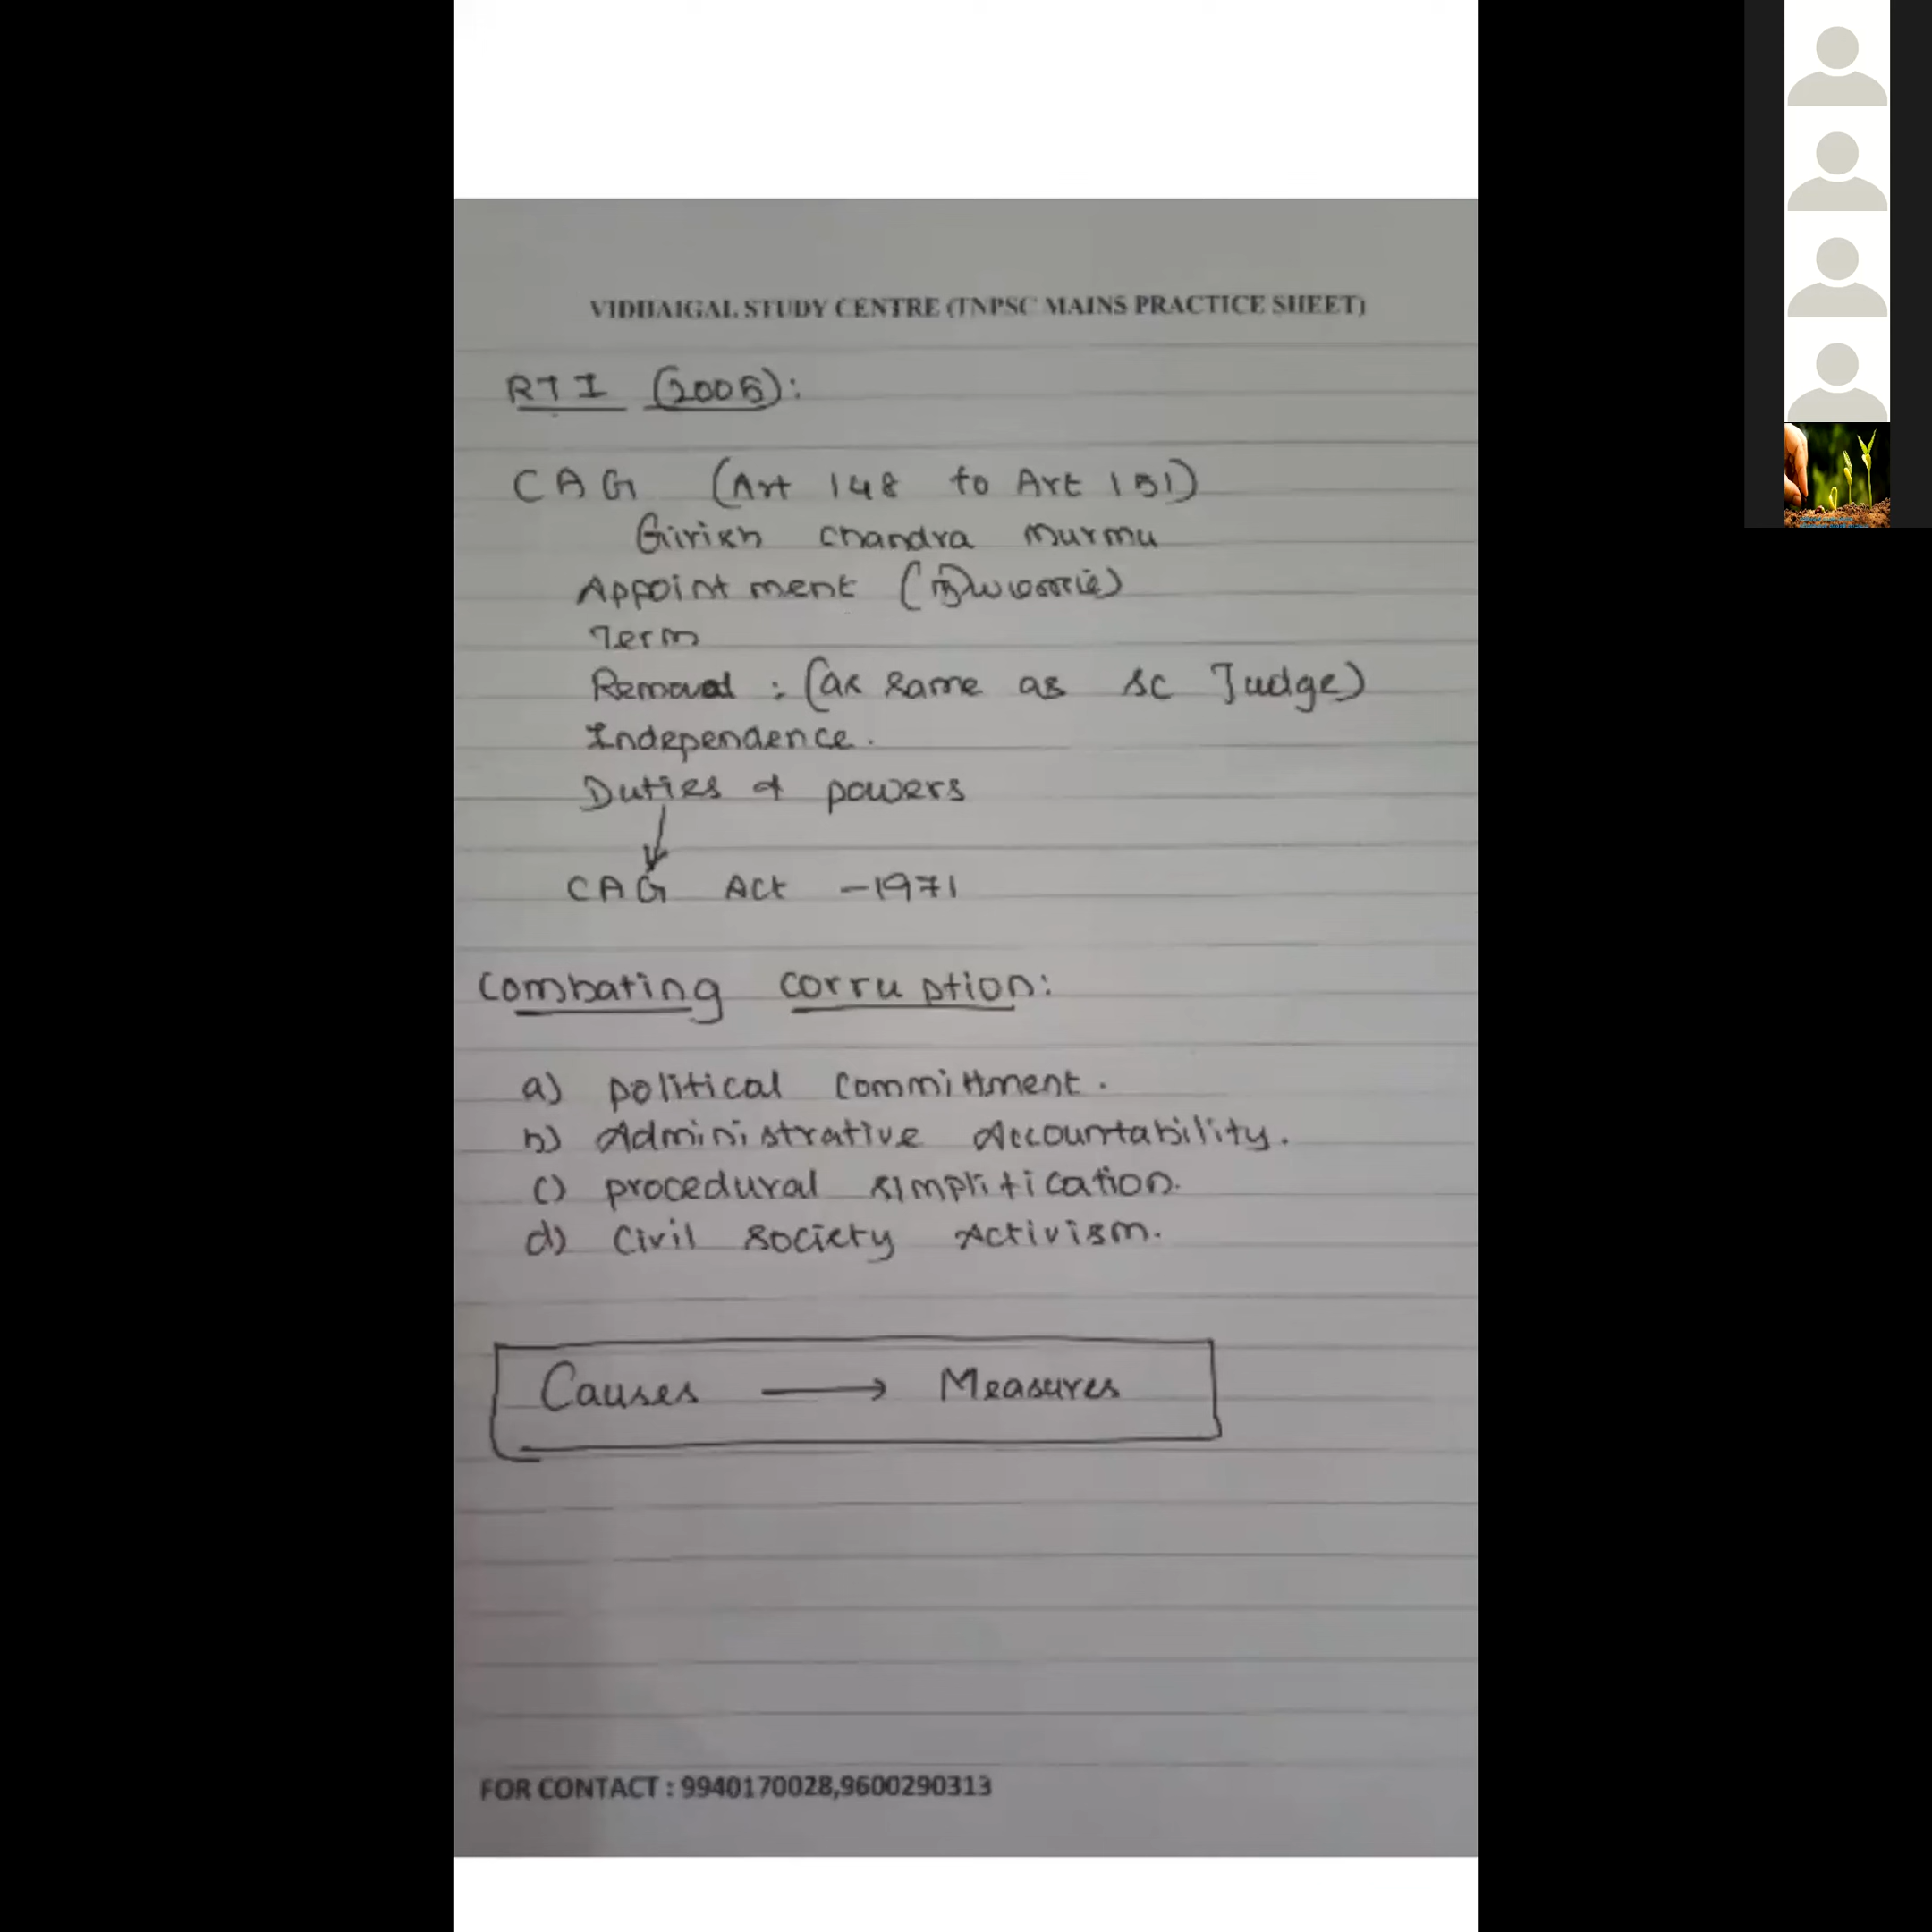 VIDHAIGAL STUDY CENTRE (TNPSC MAINS PRACTICE SHEET)
RTI (2005):
CAG (Art 148 to Art 151)
Girish Chandra Murmu
Appointment (நியமனம்)
Term
Removal : (as same as SC Judge)
Independence.
Duties & powers
↓
CAG Act -1971
Combating Corruption:
a) political Committment.
b) Administrative Accountability.
c) procedural simplification.
d) Civil Society Activism.
Causes → Measures
FOR CONTACT : 9940170028,9600290313